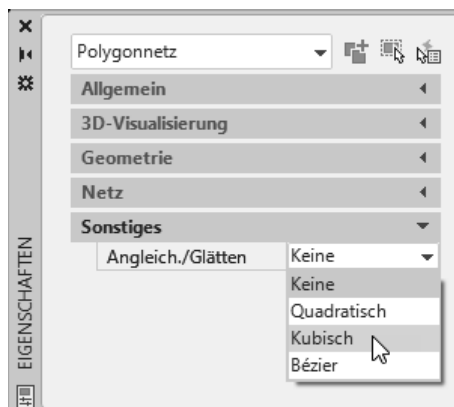 Polygonnetz
Allgemein
3D-Visualisierung
Geometrie
Netz
Sonstiges
Angleich./Glätten Keine
Keine
Quadratisch
Kubisch
Bézier
EIGENSCHAFTEN